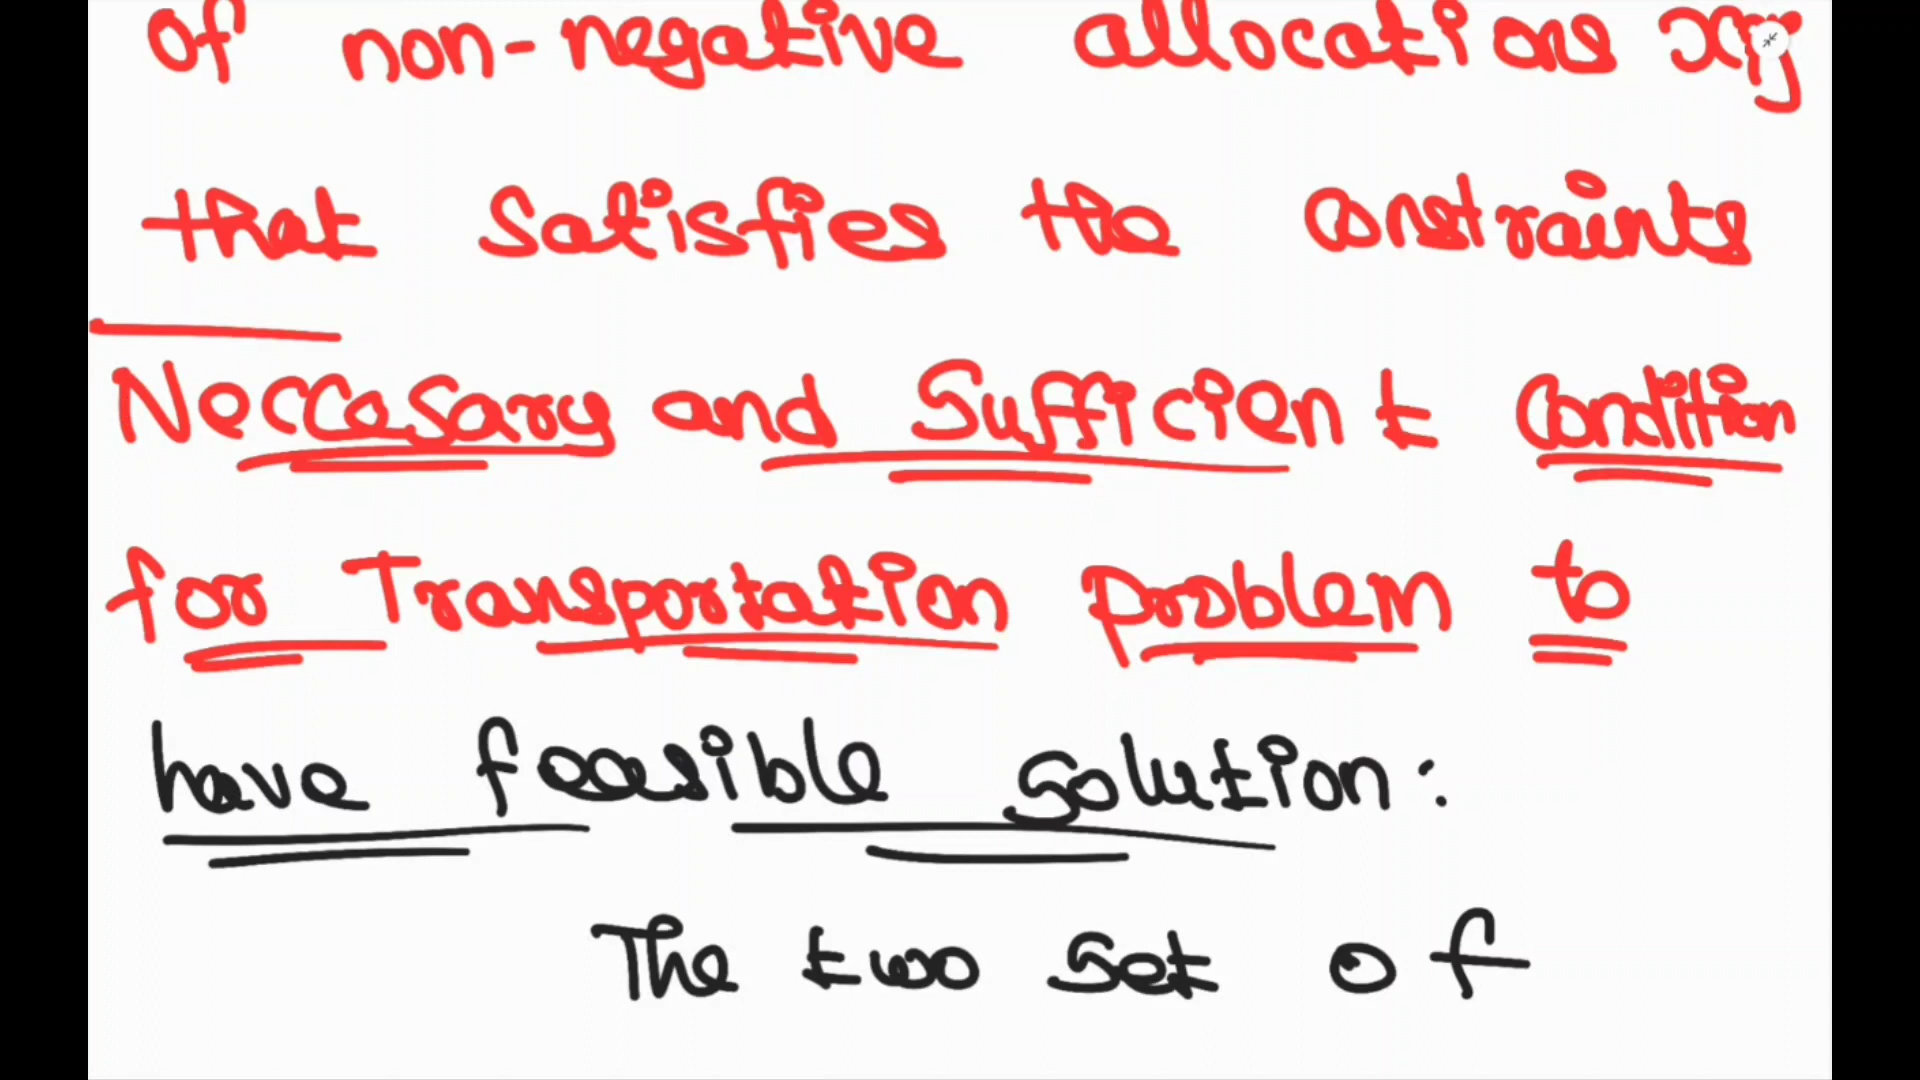 of non-negative allocations xij
that satisfies the constraints
Neccesary and Sufficient Condition
for Transportation problem to
have feasible solution:
The two set of